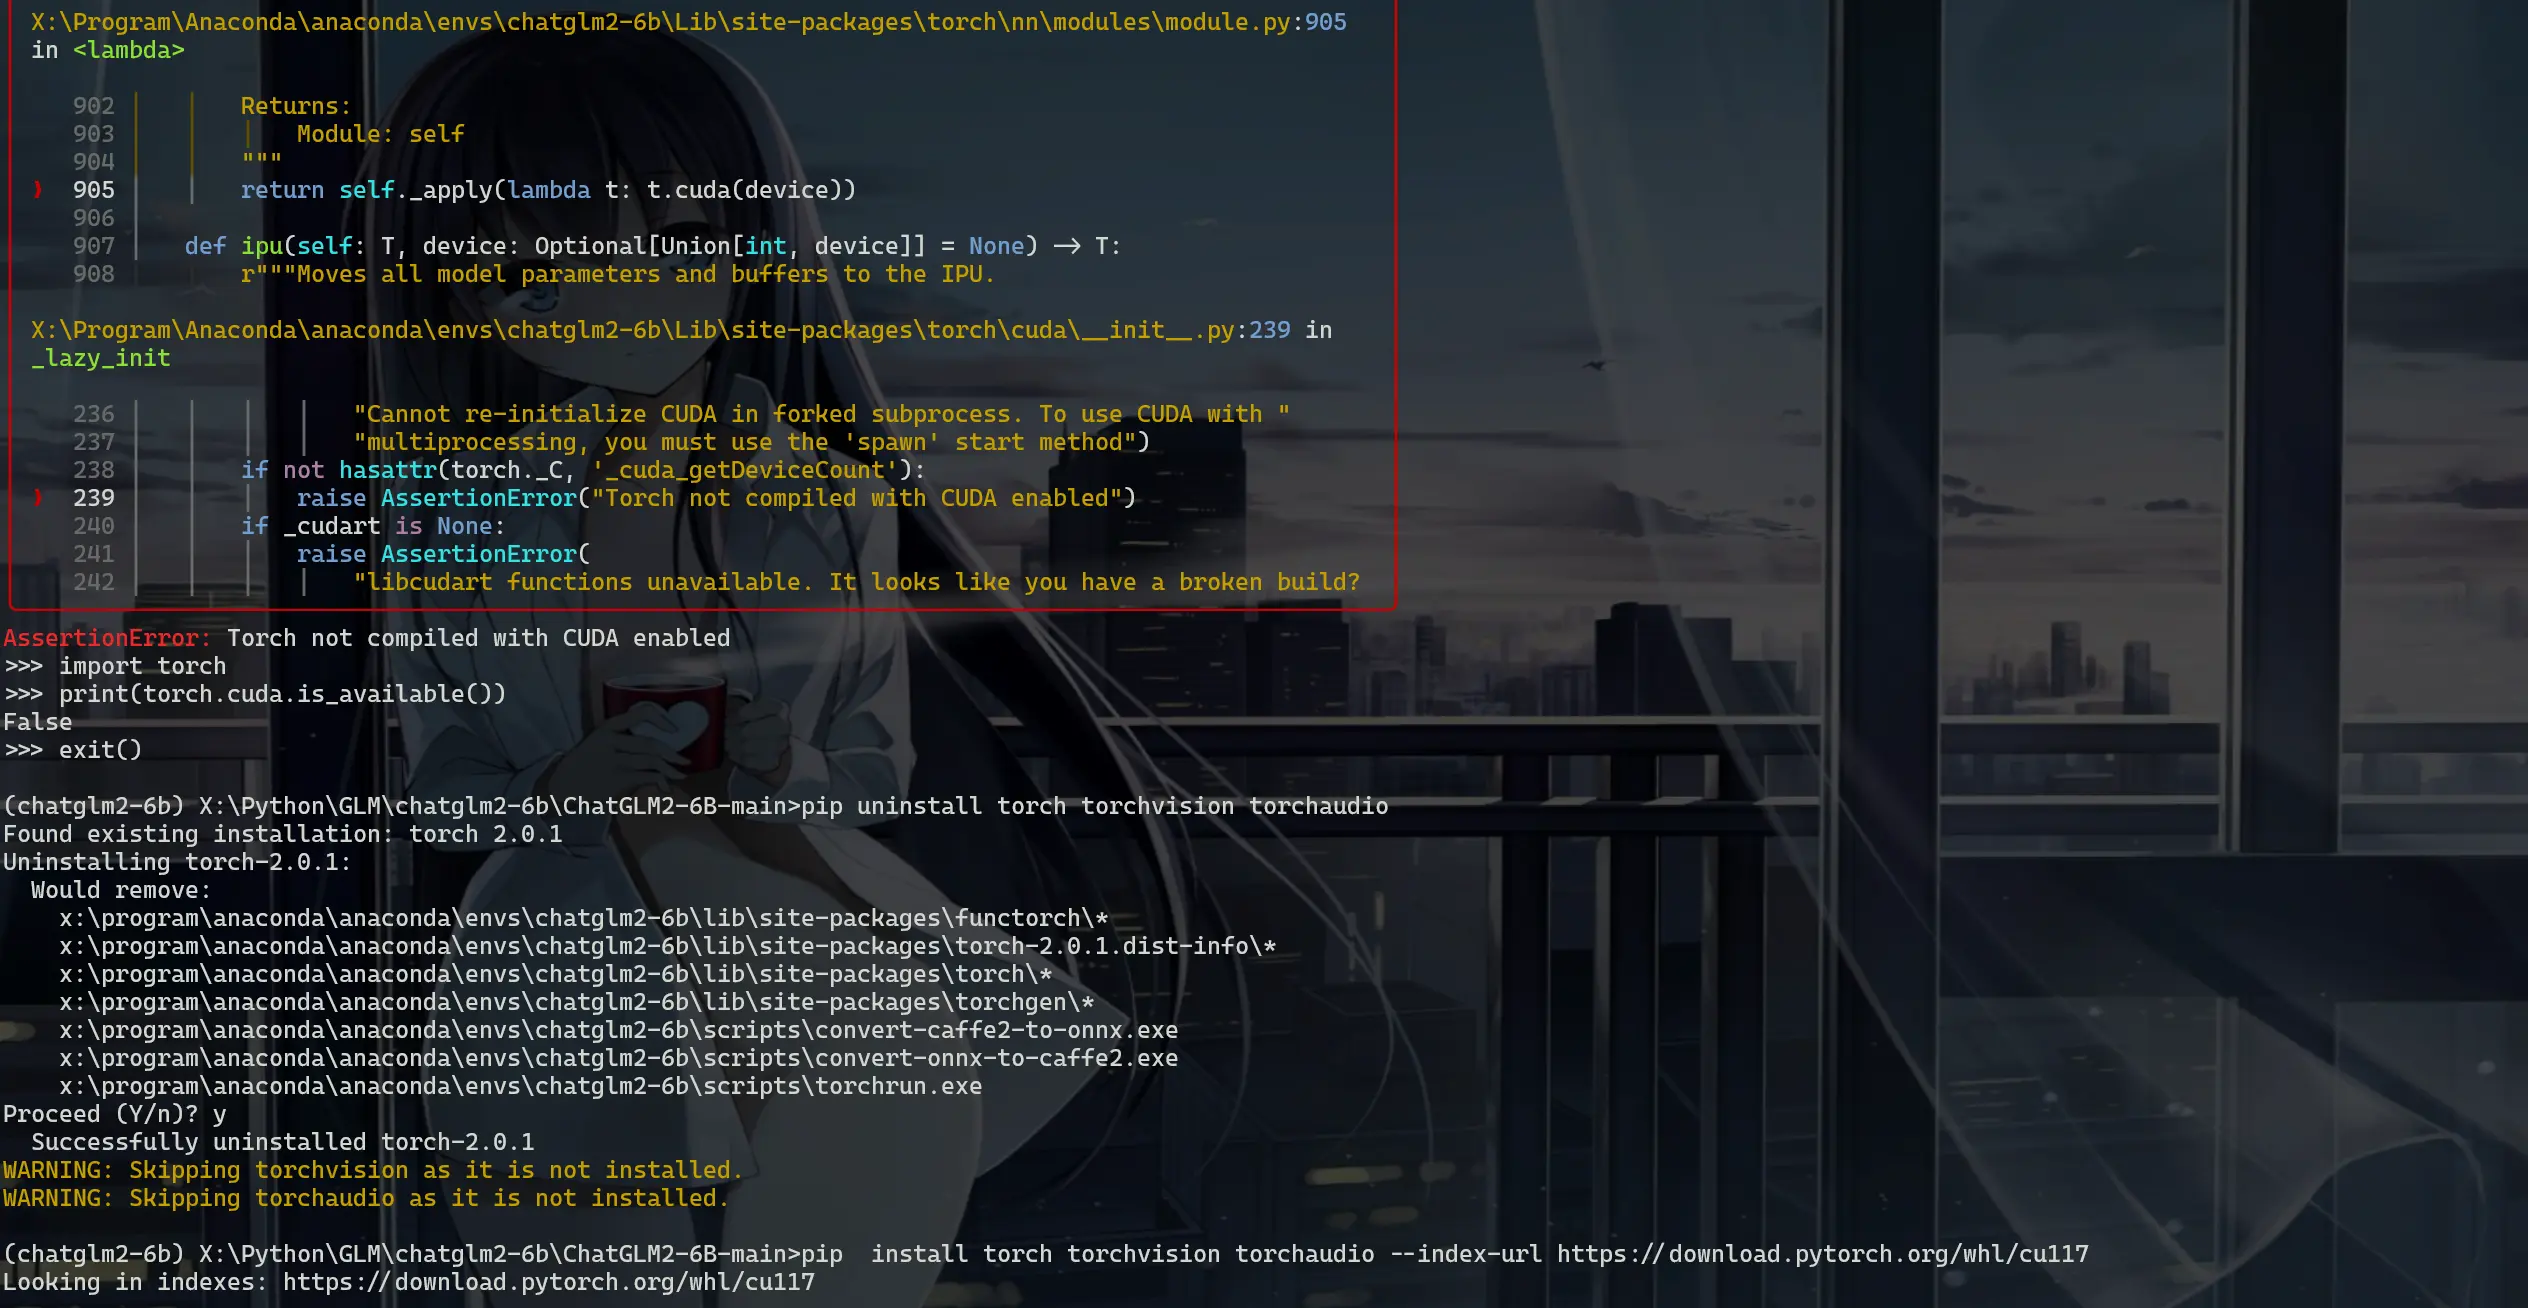 X:\Program\Anaconda\anaconda\envs\chatglm2-6b\Lib\site-packages\torch\nn\modules\module.py:905
in <lambda>
902 Returns:
903 Module: self
904 """
❱ 905 return self._apply(lambda t: t.cuda(device))
906
907 def ipu(self: T, device: Optional[Union[int, device]] = None) -> T:
908 r"""Moves all model parameters and buffers to the IPU.
X:\Program\Anaconda\anaconda\envs\chatglm2-6b\Lib\site-packages\torch\cuda\__init__.py:239 in
_lazy_init
236 "Cannot re-initialize CUDA in forked subprocess. To use CUDA with "
237 "multiprocessing, you must use the 'spawn' start method")
238 if not hasattr(torch._C, '_cuda_getDeviceCount'):
❱ 239 raise AssertionError("Torch not compiled with CUDA enabled")
240 if _cudart is None:
241 raise AssertionError(
242 "libcudart functions unavailable. It looks like you have a broken build?
AssertionError: Torch not compiled with CUDA enabled
>>> import torch
>>> print(torch.cuda.is_available())
False
>>> exit()
(chatglm2-6b) X:\Python\GLM\chatglm2-6b\ChatGLM2-6B-main>pip uninstall torch torchvision torchaudio
Found existing installation: torch 2.0.1
Uninstalling torch-2.0.1:
Would remove:
x:\program\anaconda\anaconda\envs\chatglm2-6b\lib\site-packages\functorch\*
x:\program\anaconda\anaconda\envs\chatglm2-6b\lib\site-packages\torch-2.0.1.dist-info\*
x:\program\anaconda\anaconda\envs\chatglm2-6b\lib\site-packages\torch\*
x:\program\anaconda\anaconda\envs\chatglm2-6b\lib\site-packages\torchgen\*
x:\program\anaconda\anaconda\envs\chatglm2-6b\scripts\convert-caffe2-to-onnx.exe
x:\program\anaconda\anaconda\envs\chatglm2-6b\scripts\convert-onnx-to-caffe2.exe
x:\program\anaconda\anaconda\envs\chatglm2-6b\scripts\torchrun.exe
Proceed (Y/n)? y
Successfully uninstalled torch-2.0.1
WARNING: Skipping torchvision as it is not installed.
WARNING: Skipping torchaudio as it is not installed.
(chatglm2-6b) X:\Python\GLM\chatglm2-6b\ChatGLM2-6B-main>pip  install torch torchvision torchaudio --index-url https://download.pytorch.org/whl/cu117
Looking in indexes: https://download.pytorch.org/whl/cu117